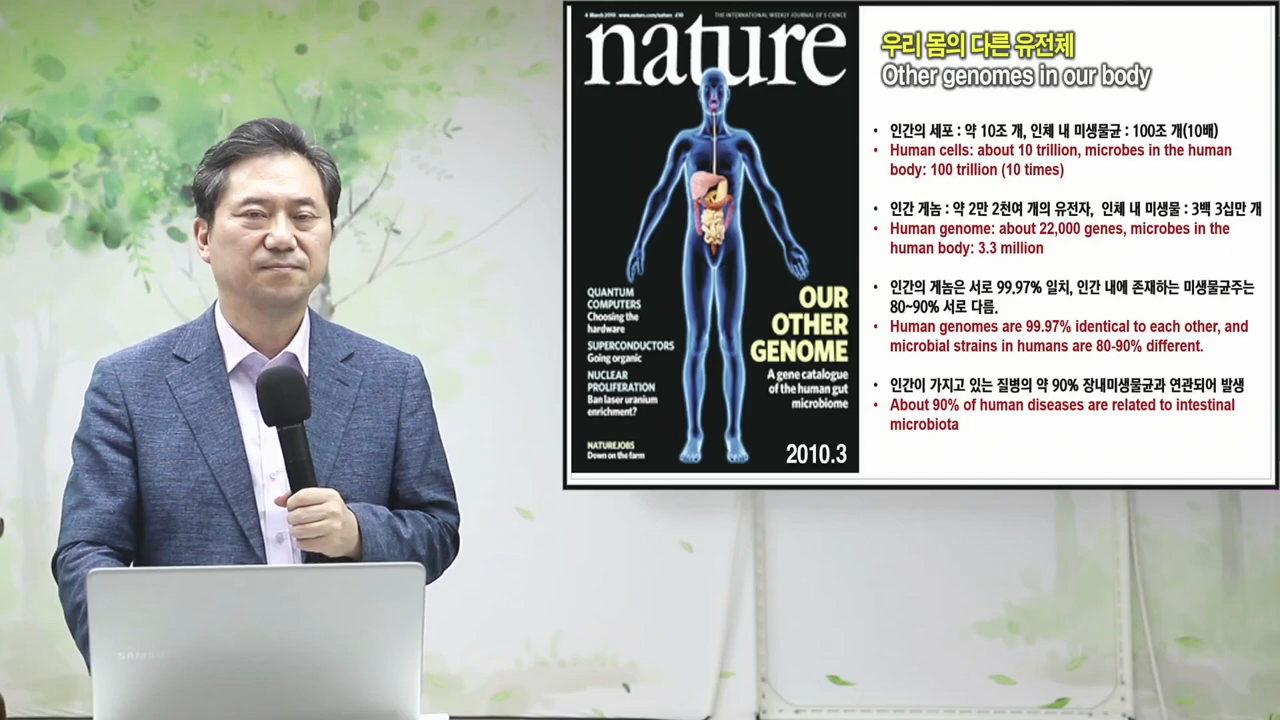 4 March 2010 www.nature.com/nature £10
THE INTERNATIONAL WEEKLY JOURNAL OF SCIENCE
nature
QUANTUM
COMPUTERS
Choosing the
hardware
SUPERCONDUCTORS
Going organic
NUCLEAR
PROLIFERATION
Ban laser uranium
enrichment?
NATUREJOBS
Down on the farm
OUR
OTHER
GENOME
A gene catalogue
of the human gut
microbiome
2010.3
우리 몸의 다른 유전체
Other genomes in our body
• 인간의 세포 : 약 10조 개, 인체 내 미생물균 : 100조 개(10배)
• Human cells: about 10 trillion, microbes in the human
body: 100 trillion (10 times)
• 인간 게놈 : 약 2만 2천여 개의 유전자, 인체 내 미생물 : 3백 3십만 개
• Human genome: about 22,000 genes, microbes in the
human body: 3.3 million
• 인간의 게놈은 서로 99.97% 일치, 인간 내에 존재하는 미생물균주는
80~90% 서로 다름.
• Human genomes are 99.97% identical to each other, and
microbial strains in humans are 80-90% different.
• 인간이 가지고 있는 질병의 약 90% 장내미생물균과 연관되어 발생
• About 90% of human diseases are related to intestinal
microbiota
SAMSUNG